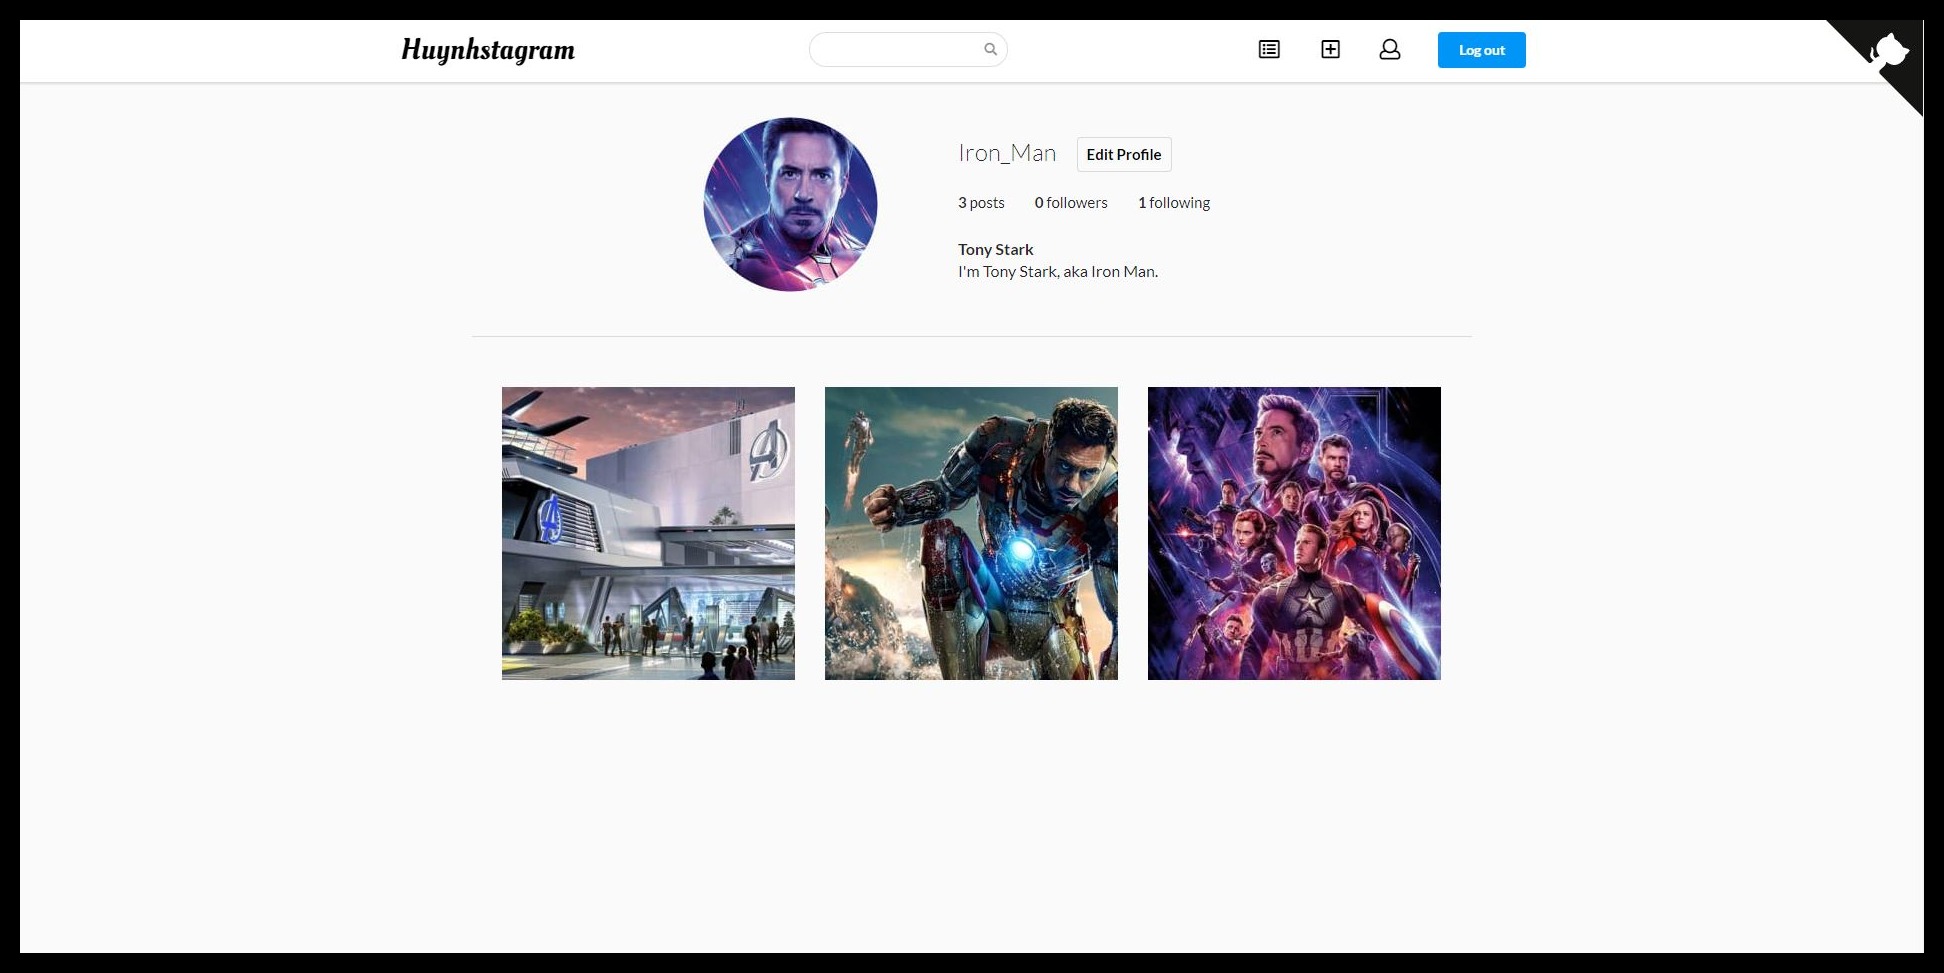 Huynhstagram
Log out
Iron_Man
Edit Profile
3 posts 0 followers 1 following
Tony Stark
I'm Tony Stark, aka Iron Man.